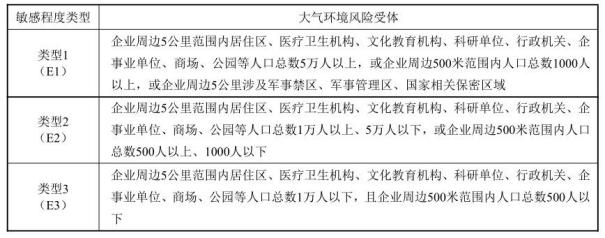 敏感程度类型
大气环境风险受体
类型1
（E1）
企业周边5公里范围内居住区、医疗卫生机构、文化教育机构、科研单位、行政机关、企
事业单位、商场、公园等人口总数5万人以上，或企业周边500米范围内人口总数1000人
以上，或企业周边5公里涉及军事禁区、军事管理区、国家相关保密区域
类型2
（E2）
企业周边5公里范围内居住区、医疗卫生机构、文化教育机构、科研单位、行政机关、企
事业单位、商场、公园等人口总数1万人以上、5万人以下，或企业周边500米范围内人口
总数500人以上、1000人以下
类型3
（E3）
企业周边5公里范围内居住区、医疗卫生机构、文化教育机构、科研单位、行政机关、企
事业单位、商场、公园等人口总数1万人以下，且企业周边500米范围内人口总数500人以
下